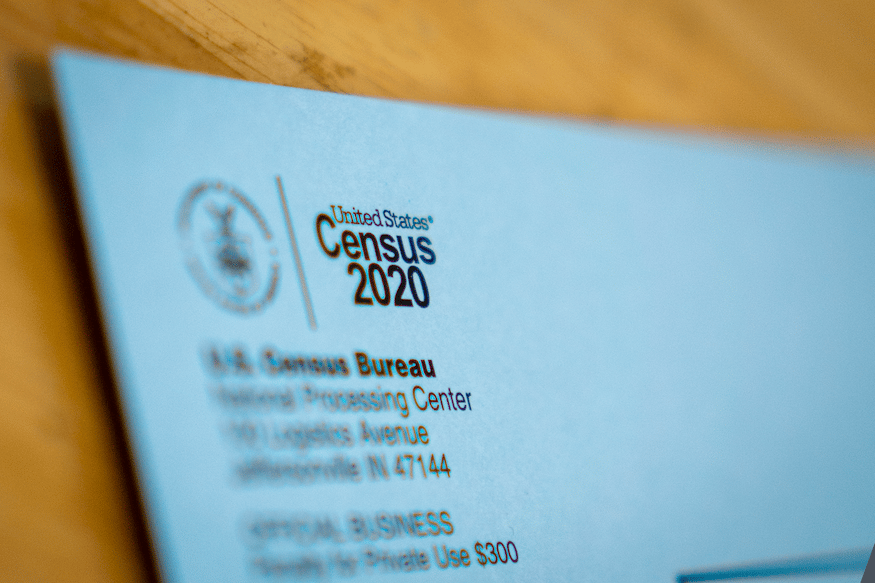 United States®
Census
2020
U.S. Census Bureau
National Processing Center
Logistics Avenue
Jeffersonville IN 47144
OFFICIAL BUSINESS
Penalty for Private Use $300